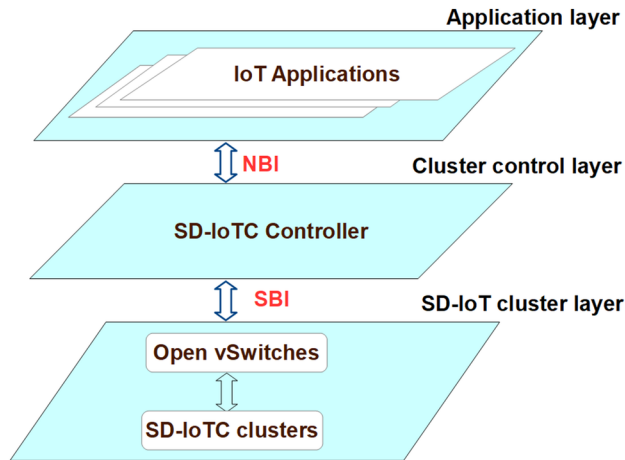 Application layer
IoT Applications
NBI
Cluster control layer
SD-IoTC Controller
SBI
SD-IoT cluster layer
Open vSwitches
SD-IoTC clusters